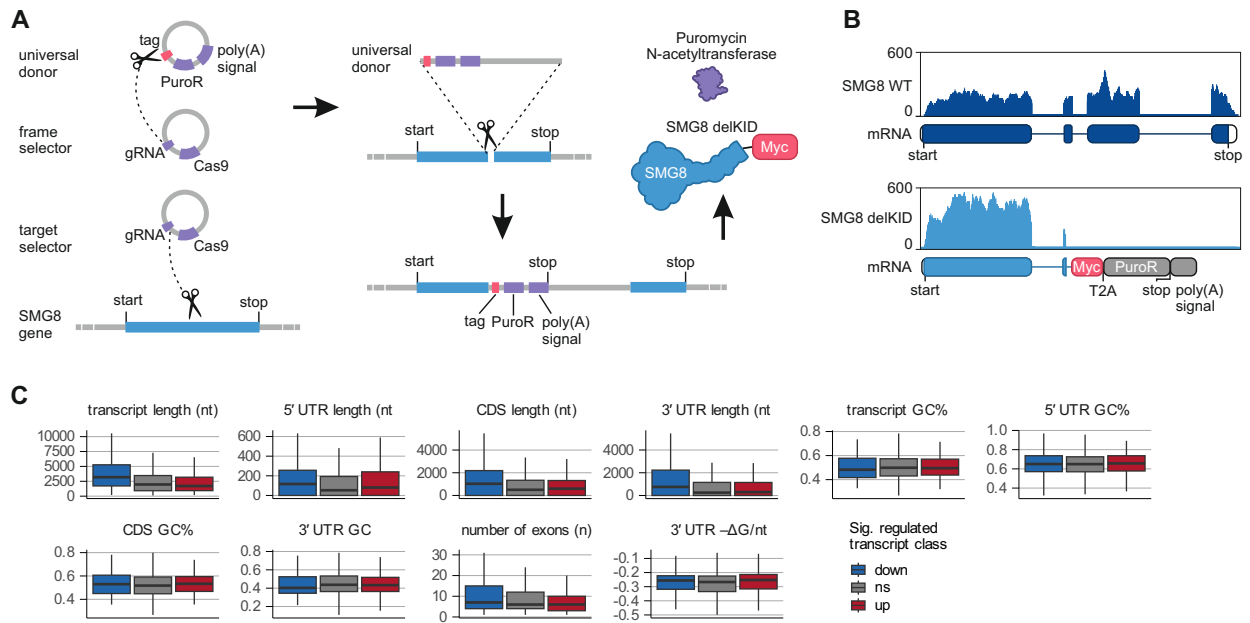 A
universal
donor
tag
poly(A)
signal
PuroR
frame
selector
gRNA
Cas9
target
selector
gRNA
Cas9
SMG8
gene
start
stop
universal
donor
start
stop
start
stop
stop
tag
PuroR
poly(A)
signal
Puromycin
N-acetyltransferase
SMG8 delKID
Myc
SMG8
B
600
SMG8 WT
0
mRNA
start
stop
600
SMG8 delKID
0
mRNA
Myc
PuroR
start
T2A
stop
poly(A)
signal
C
transcript length (nt)
10000
7500
5000
2500
0
5′ UTR length (nt
600
400
200
0
CDS length (nt)
4000
2000
0
3′ UTR length (nt
4000
2000
0
transcript GC%
0.8
0.6
0.4
5′ UTR GC%
1.0
0.8
0.6
0.4
CDS GC%
0.8
0.6
0.4
3′ UTR GC
0.8
0.6
0.4
0.2
number of exons (n)
30
20
10
0
3′ UTR –ΔG/nt
-0.1
-0.2
-0.3
-0.4
-0.5
Sig. regulated
transcript class
down
ns
up